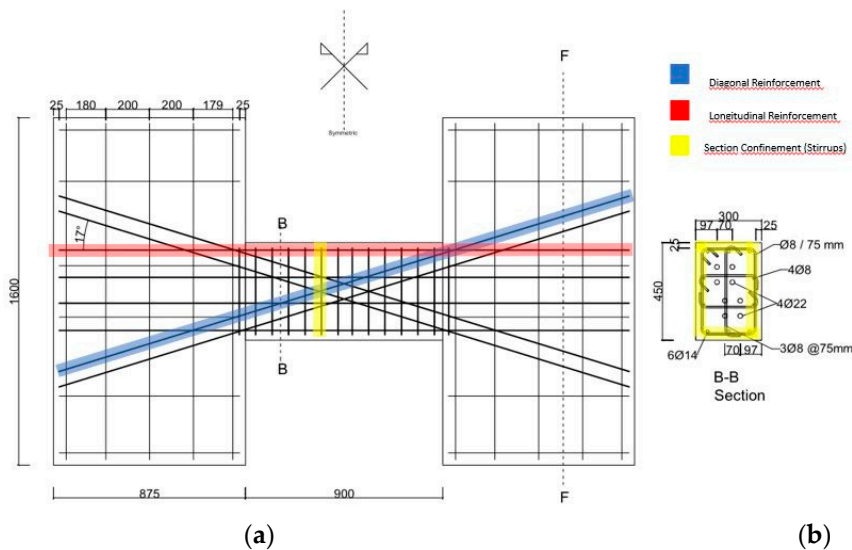 F
25 180 200 200 179 25
Symmetric
Diagonal Reinforcement
Longitudinal Reinforcement
Section Confinement (Stirrups)
B
17°
300
97 70 25
25
Ø8 / 75 mm
4Ø8
4Ø22
450
1600
B
70 97
3Ø8 @75mm
6Ø14
B-B
Section
875 900
F
(a) (b)